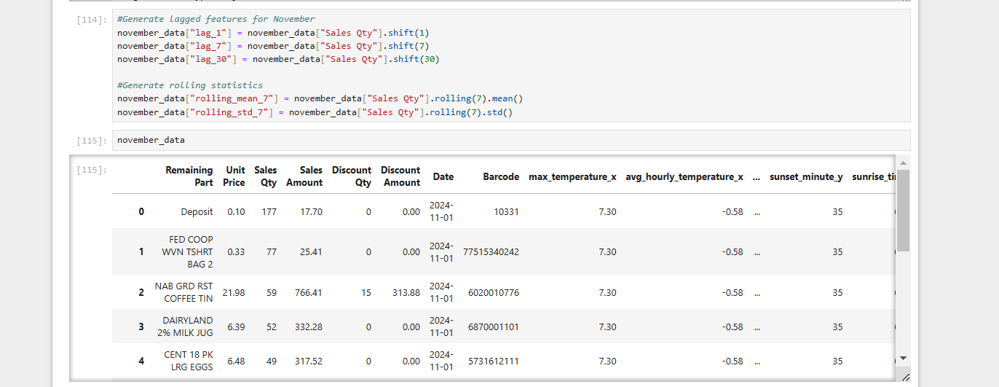 [114]:
#Generate lagged features for November
november_data["lag_1"] = november_data["Sales Qty"].shift(1)
november_data["lag_7"] = november_data["Sales Qty"].shift(7)
november_data["lag_30"] = november_data["Sales Qty"].shift(30)
#Generate rolling statistics
november_data["rolling_mean_7"] = november_data["Sales Qty"].rolling(7).mean()
november_data["rolling_std_7"] = november_data["Sales Qty"].rolling(7).std()
[115]:
november_data
[115]:
Remaining Part Unit Price Sales Qty Sales Amount Discount Qty Discount Amount Date Barcode max_temperature_x avg_hourly_temperature_x ... sunset_minute_y
0 Deposit 0.10 177 17.70 0 0.00 2024-11-01 10331 7.30 -0.58 ... 35
1 FED COOP WVN TSHRT BAG 2 0.33 77 25.41 0 0.00 2024-11-01 77515340242 7.30 -0.58 ... 35
2 NAB GRD RST COFFEE TIN 21.98 59 766.41 15 313.88 2024-11-01 6020010776 7.30 -0.58 ... 35
3 DAIRYLAND 2% MILK JUG 6.39 52 332.28 0 0.00 2024-11-01 6870001101 7.30 -0.58 ... 35
4 CENT 18 PK LRG EGGS 6.48 49 317.52 0 0.00 2024-11-01 5731612111 7.30 -0.58 ... 35